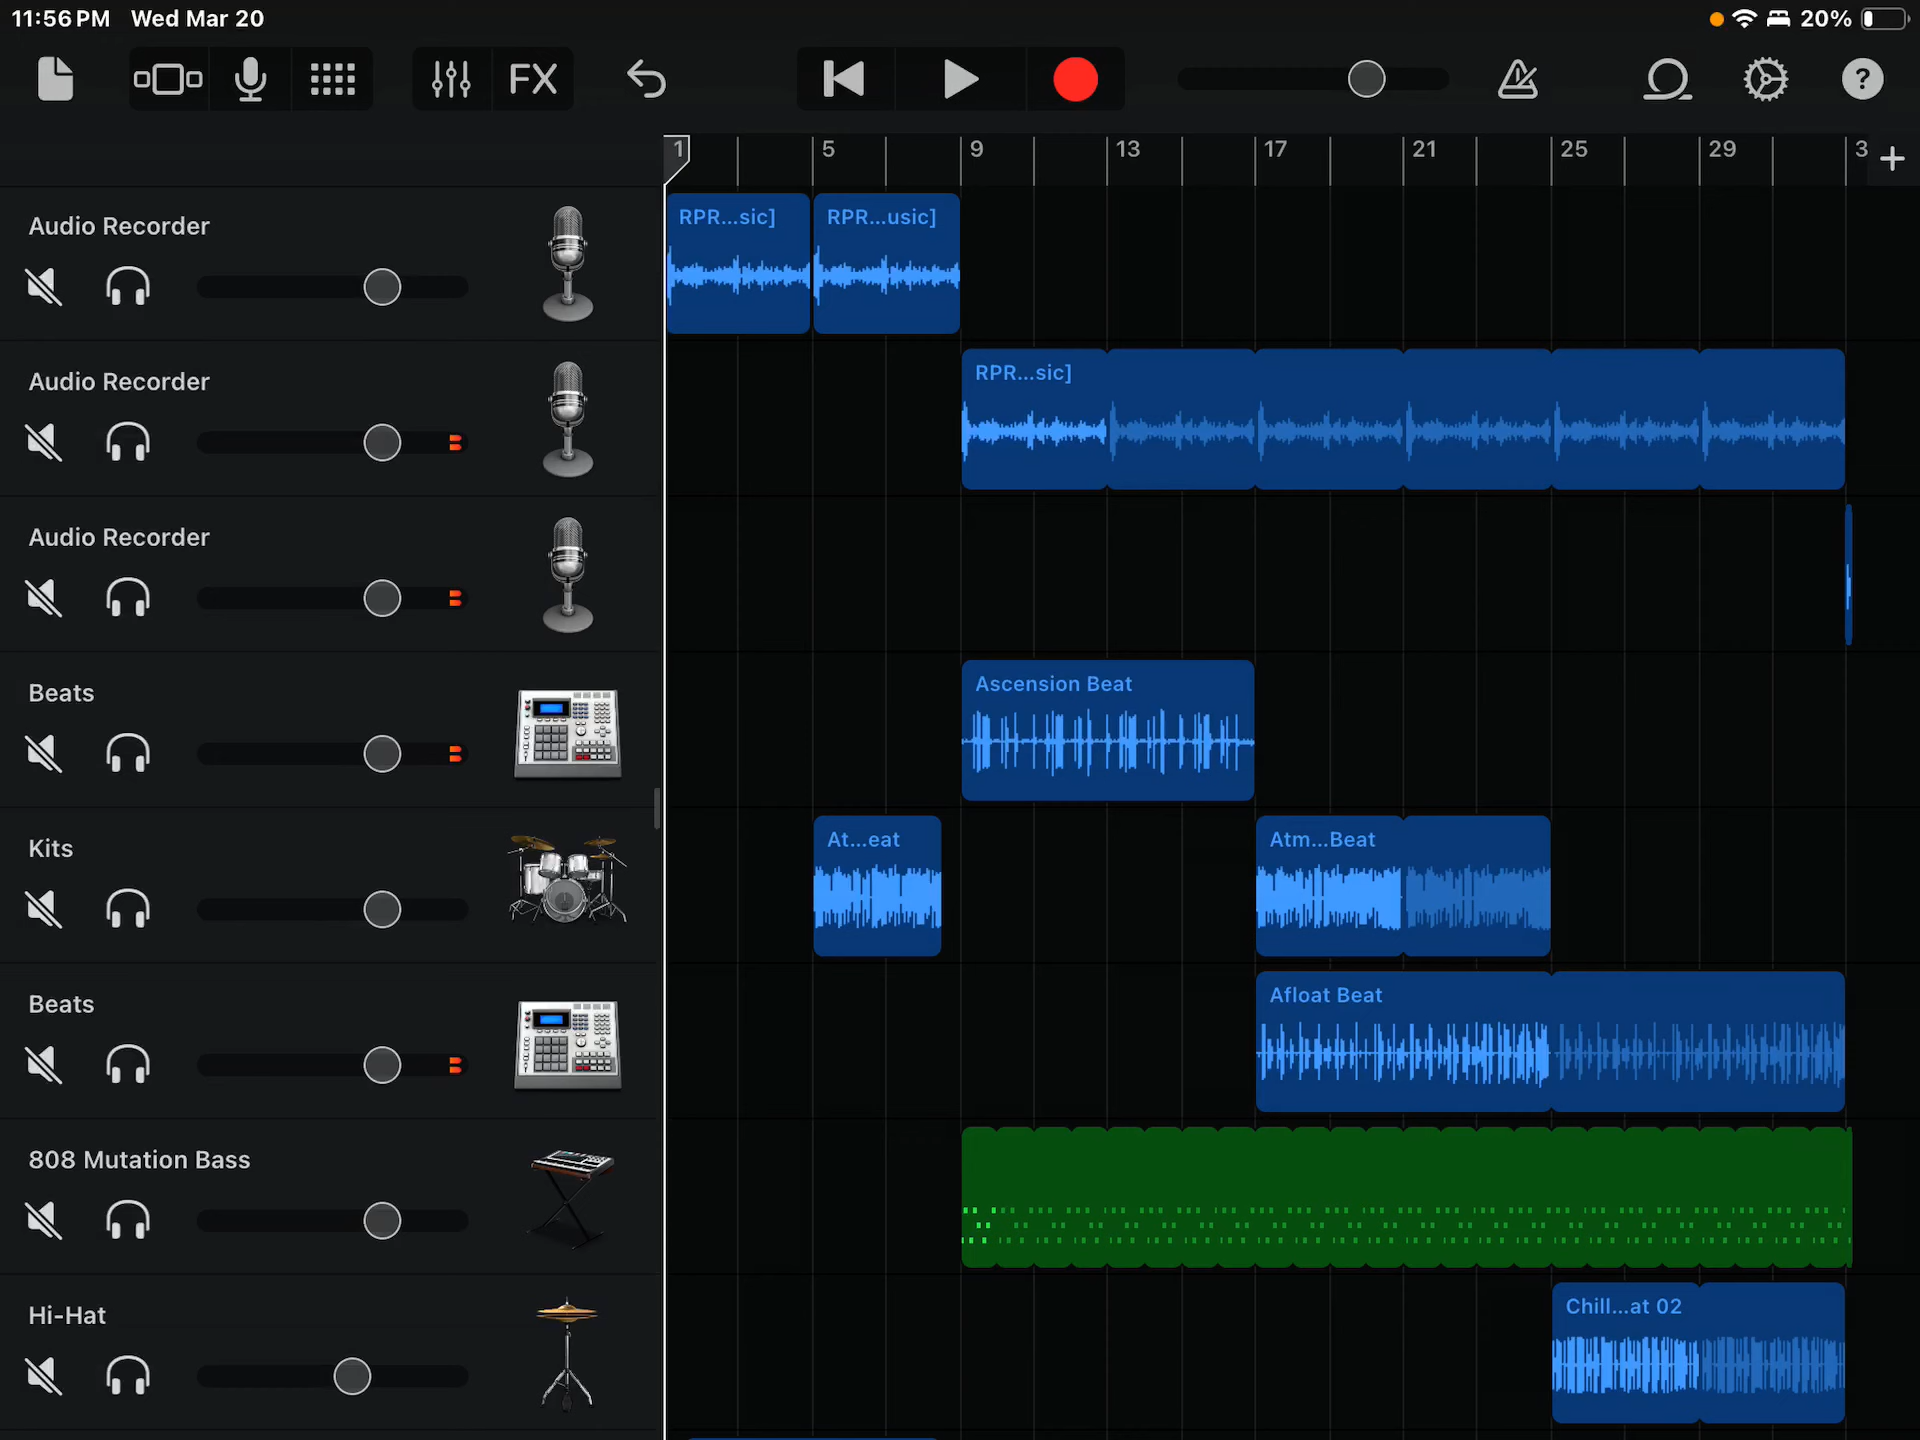 11:56 PM Wed Mar 20
20%
FX
?
1 5 9 13 17 21 25 29 3 +
Audio Recorder
RPR...sic] RPR...usic]
Audio Recorder
RPR...sic]
Audio Recorder
Beats
Ascension Beat
Kits
At...eat Atm...Beat
Beats
Afloat Beat
808 Mutation Bass
Hi-Hat
Chill...at 02